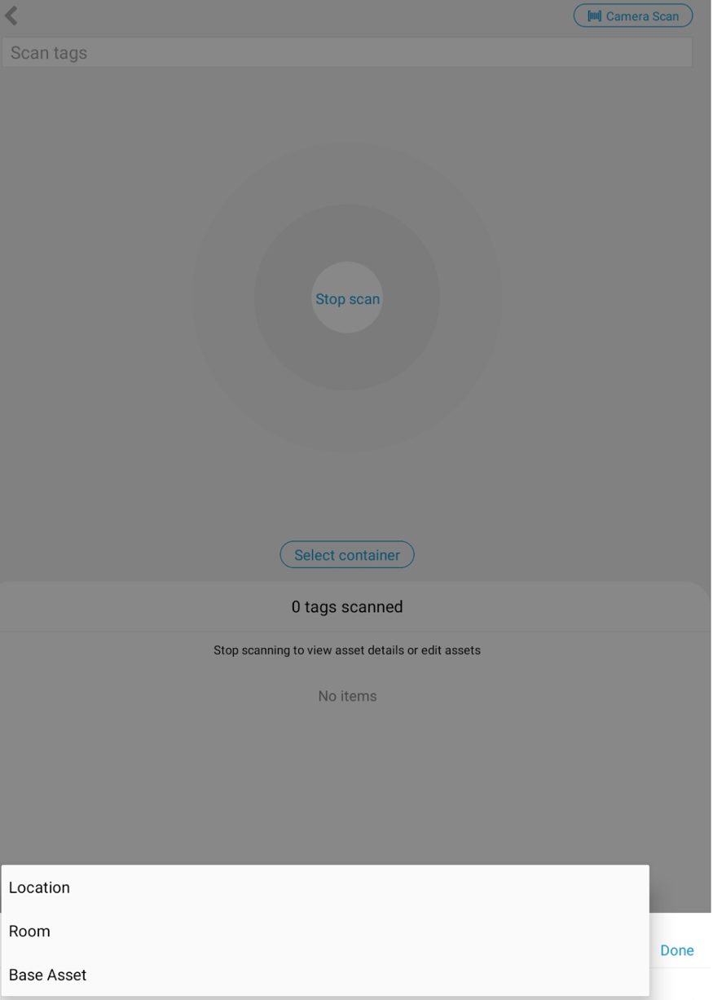 Camera Scan
Scan tags
Stop scan
Select container
0 tags scanned
Stop scanning to view asset details or edit assets
No items
Location
Room
Done
Base Asset